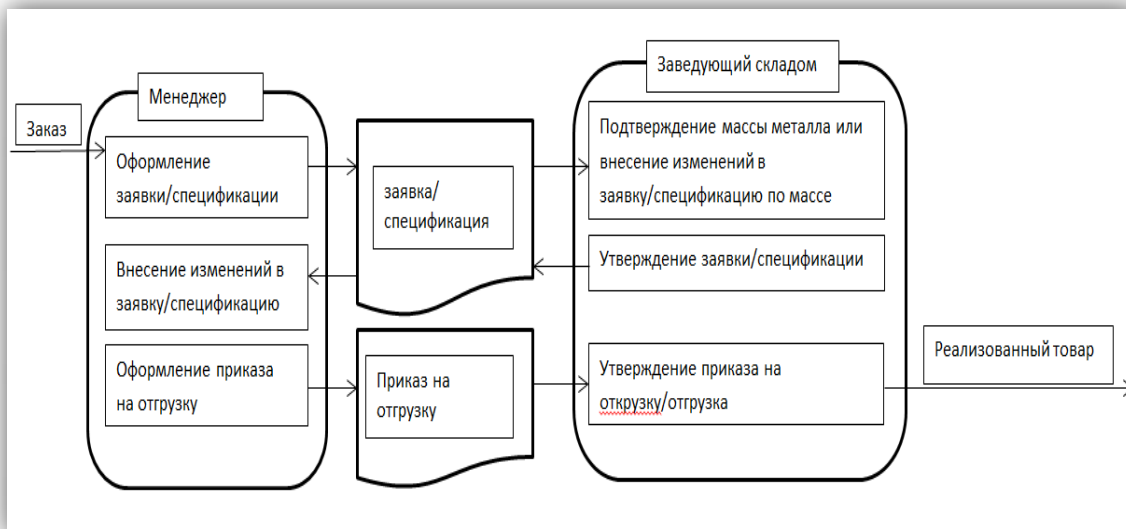 Заказ
Менеджер
Оформление
заявки/спецификации
Внесение изменений в
заявку/спецификацию
Оформление приказа
на отгрузку
заявка/
спецификация
Приказ на
отгрузку
Заведующий складом
Подтверждение массы металла или
внесение изменений в
заявку/спецификацию по массе
Утверждение заявки/спецификации
Утверждение приказа на
открузку/отгрузка
Реализованный товар